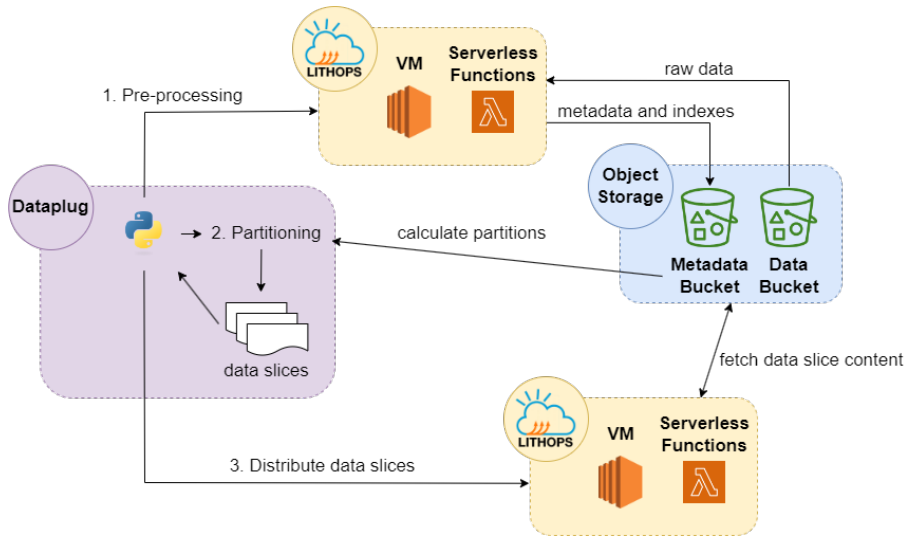 LITHOPS
VM
Serverless
Functions
raw data
1. Pre-processing
metadata and indexes
Dataplug
Object
Storage
2. Partitioning
calculate partitions
Metadata
Bucket
Data
Bucket
data slices
fetch data slice content
LITHOPS
VM
Serverless
Functions
3. Distribute data slices